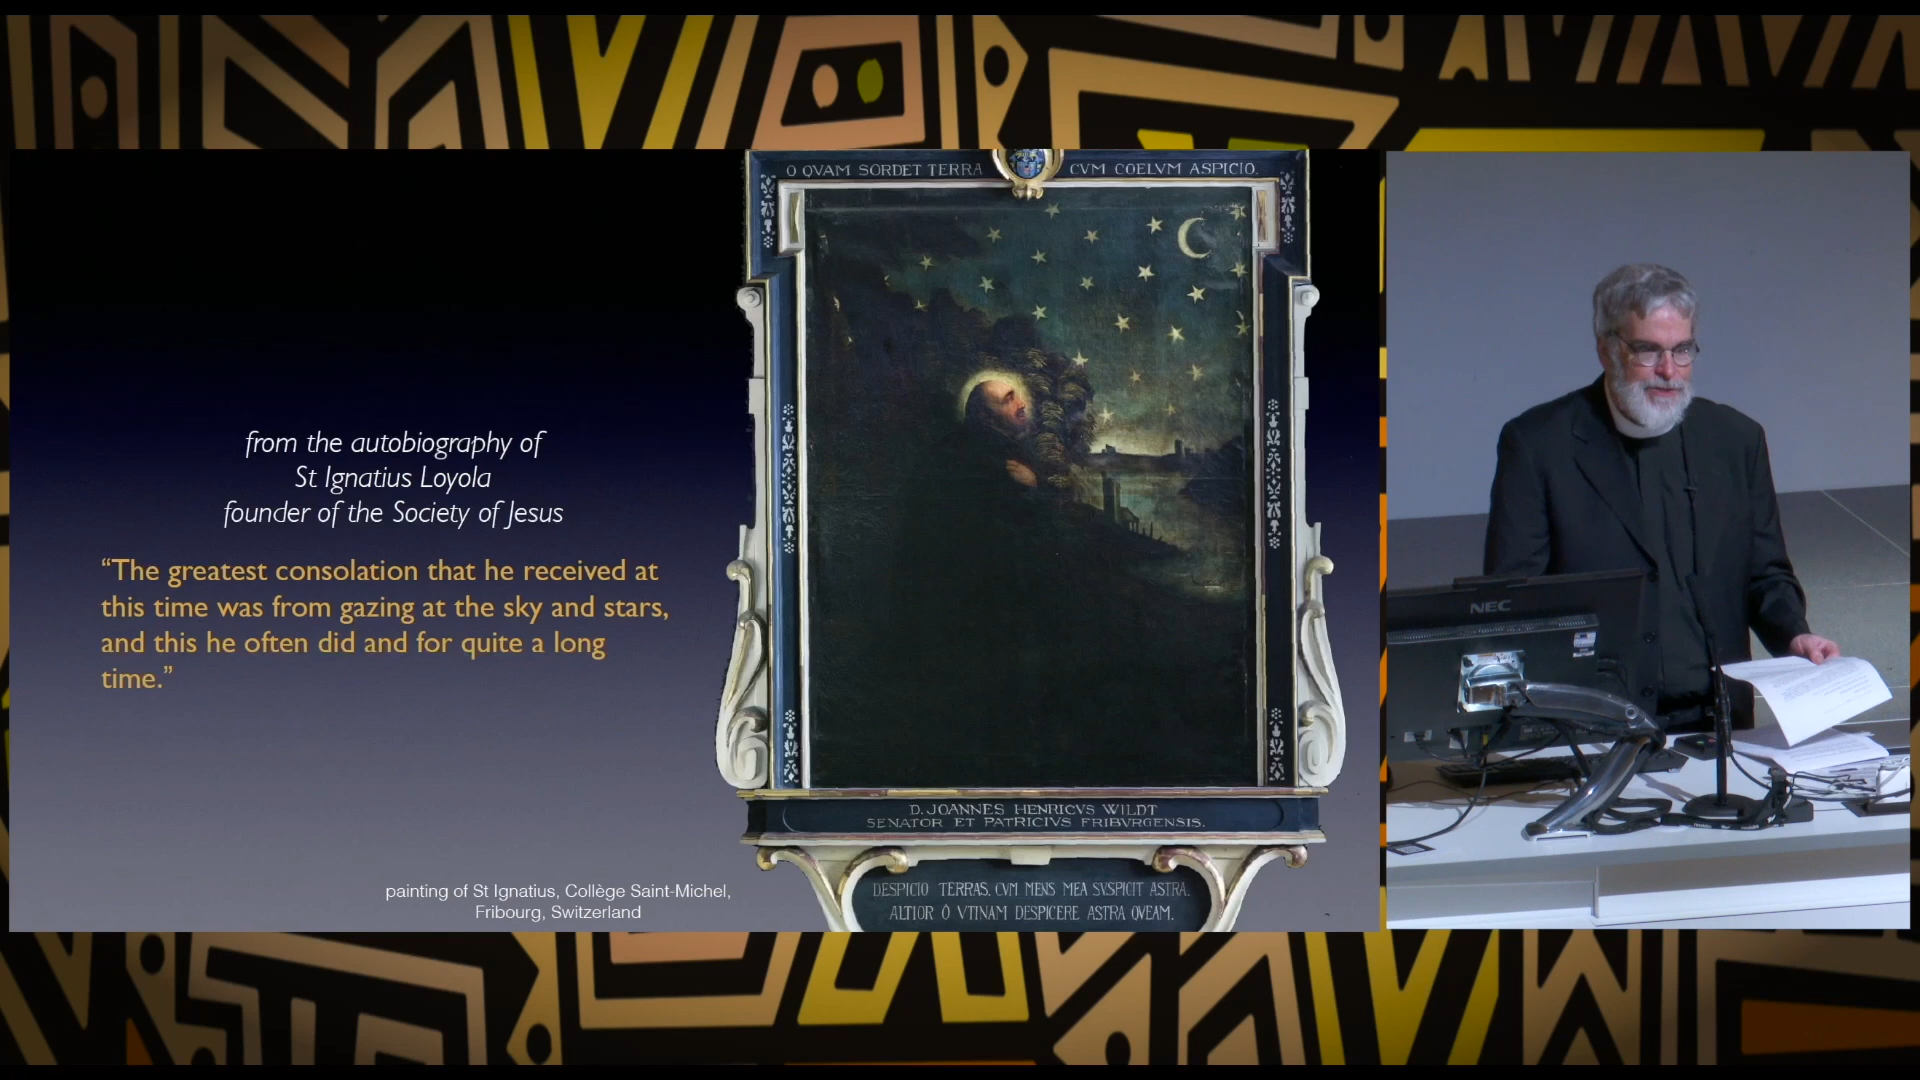 from the autobiography of
St Ignatius Loyola
founder of the Society of Jesus
“The greatest consolation that he received at
this time was from gazing at the sky and stars,
and this he often did and for quite a long
time.”
painting of St Ignatius, Collège Saint-Michel,
Fribourg, Switzerland
O QVAM SORDET TERRA CVM COELVM ASPICIO.
D. JOANNES HENRICVS WILDT
SENATOR ET PATRICIVS FRIBVRGENSIS.
DESPICIO TERRAS. CVM MENS MEA SVSPICIT ASTRA.
ALTIOR Ô VTINAM DESPICERE ASTRA QVEAM.
NEC